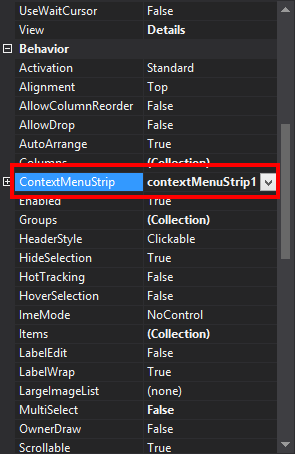 UseWaitCursor False
View Details
Behavior
Activation Standard
Alignment Top
AllowColumnReorder False
AllowDrop False
AutoArrange True
Columns (Collection)
ContextMenuStrip contextMenuStrip1
Enabled True
Groups (Collection)
HeaderStyle Clickable
HideSelection True
HotTracking False
HoverSelection False
ImeMode NoControl
Items (Collection)
LabelEdit False
LabelWrap True
LargeImageList (none)
MultiSelect False
OwnerDraw False
Scrollable True